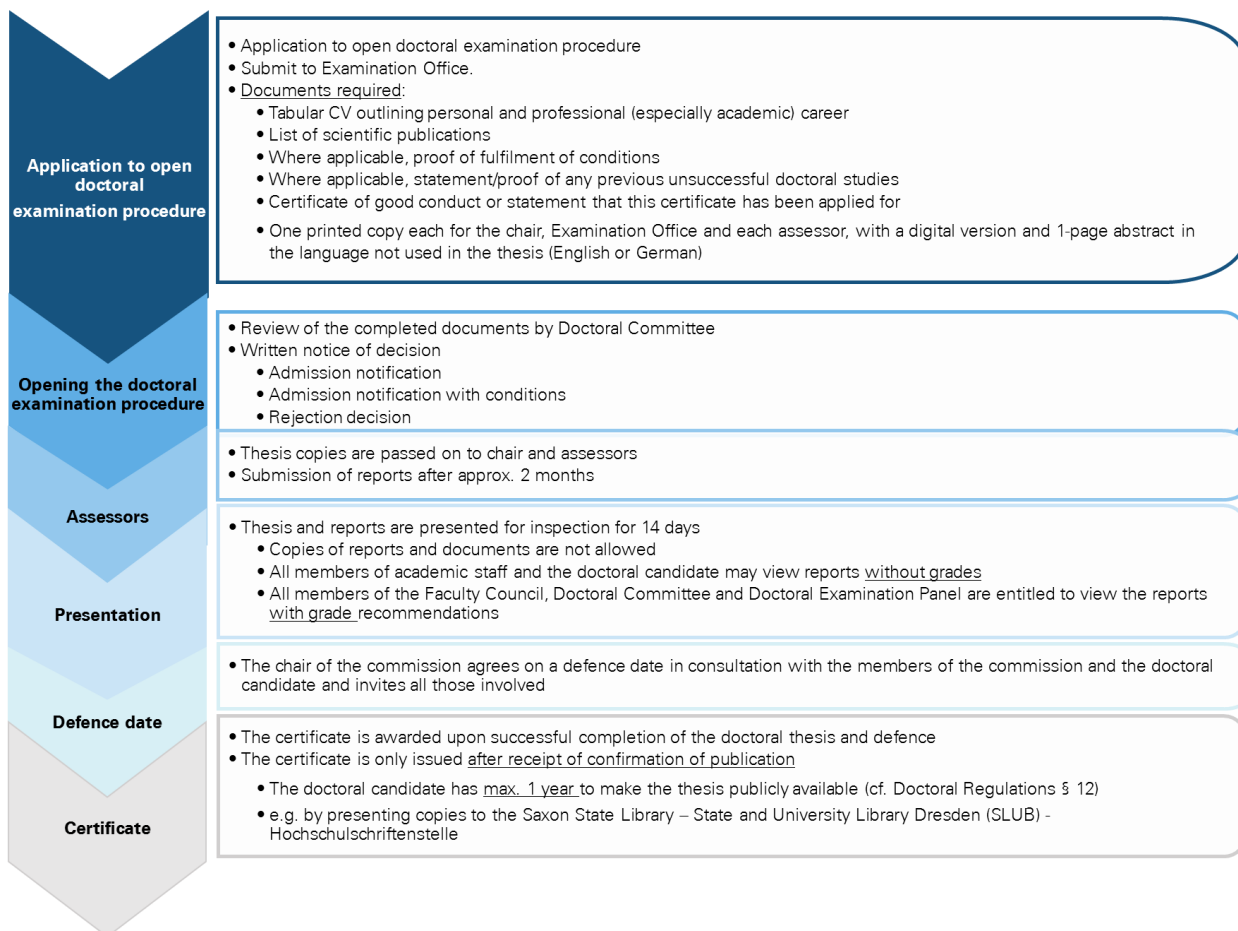 Application to open
doctoral
examination procedure
• Application to open doctoral examination procedure
• Submit to Examination Office.
• Documents required:
• Tabular CV outlining personal and professional (especially academic) career
• List of scientific publications
• Where applicable, proof of fulfilment of conditions
• Where applicable, statement/proof of any previous unsuccessful doctoral studies
• Certificate of good conduct or statement that this certificate has been applied for
• One printed copy each for the chair, Examination Office and each assessor, with a digital version and 1-page abstract in
the language not used in the thesis (English or German)
Opening the doctoral
examination procedure
• Review of the completed documents by Doctoral Committee
• Written notice of decision
• Admission notification
• Admission notification with conditions
• Rejection decision
Assessors
• Thesis copies are passed on to chair and assessors
• Submission of reports after approx. 2 months
Presentation
• Thesis and reports are presented for inspection for 14 days
• Copies of reports and documents are not allowed
• All members of academic staff and the doctoral candidate may view reports without grades
• All members of the Faculty Council, Doctoral Committee and Doctoral Examination Panel are entitled to view the reports
with grade recommendations
Defence date
• The chair of the commission agrees on a defence date in consultation with the members of the commission and the doctoral
candidate and invites all those involved
Certificate
• The certificate is awarded upon successful completion of the doctoral thesis and defence
• The certificate is only issued after receipt of confirmation of publication
• The doctoral candidate has max. 1 year to make the thesis publicly available (cf. Doctoral Regulations § 12)
• e.g. by presenting copies to the Saxon State Library – State and University Library Dresden (SLUB) -
Hochschulschriftenstelle